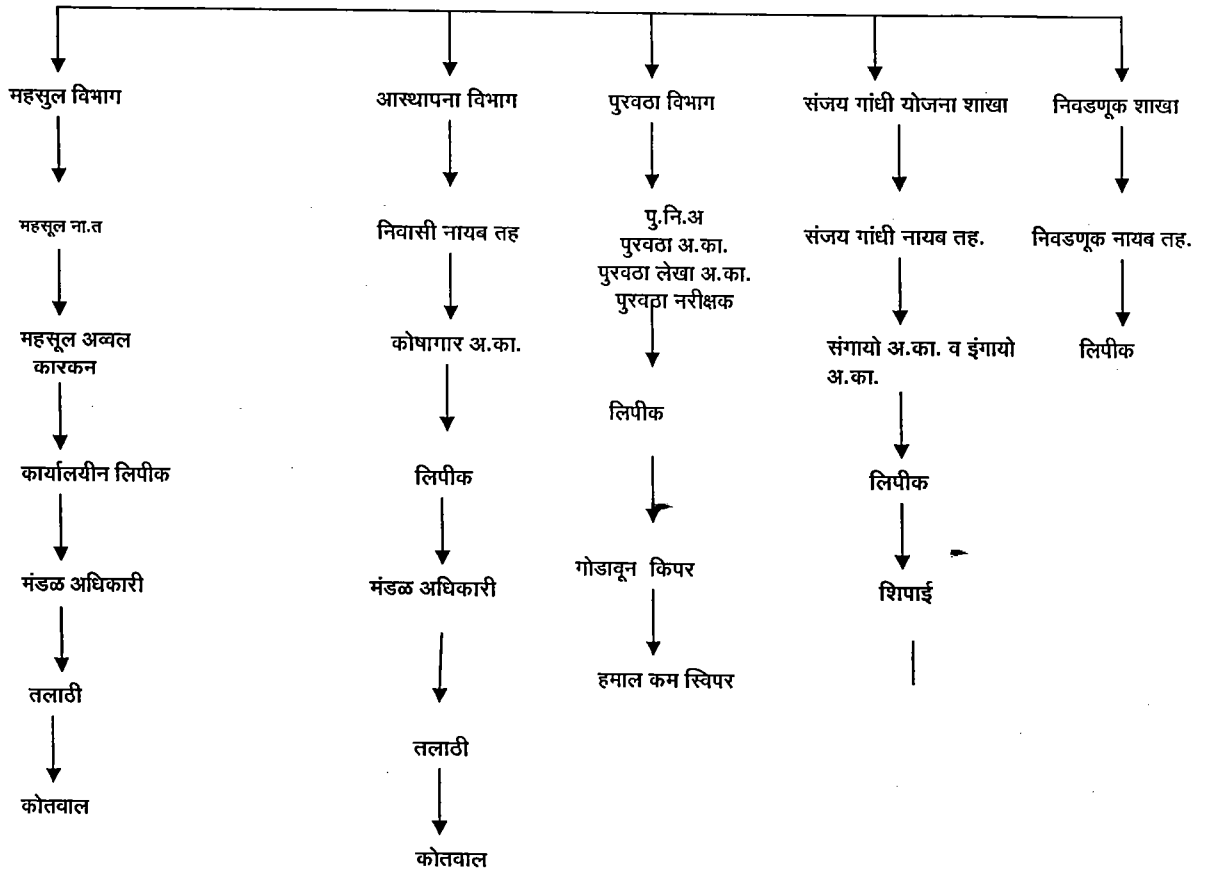 महसुल विभाग
आस्थापना विभाग
पुरवठा विभाग
संजय गांधी योजना शाखा
निवडणूक शाखा
महसूल ना.त
निवासी नायब तह
पु.नि.अ
पुरवठा अ.का.
पुरवठा लेखा अ.का.
पुरवठा नरीक्षक
संजय गांधी नायब तह.
निवडणूक नायब तह.
महसूल अव्वल
कारकन
कोषागार अ.का.
लिपीक
संगायो अ.का. व इंगायो
अ.का.
लिपीक
कार्यालयीन लिपीक
लिपीक
गोडावून किपर
लिपीक
मंडळ अधिकारी
मंडळ अधिकारी
हमाल कम स्विपर
शिपाई
तलाठी
तलाठी
कोतवाल
कोतवाल